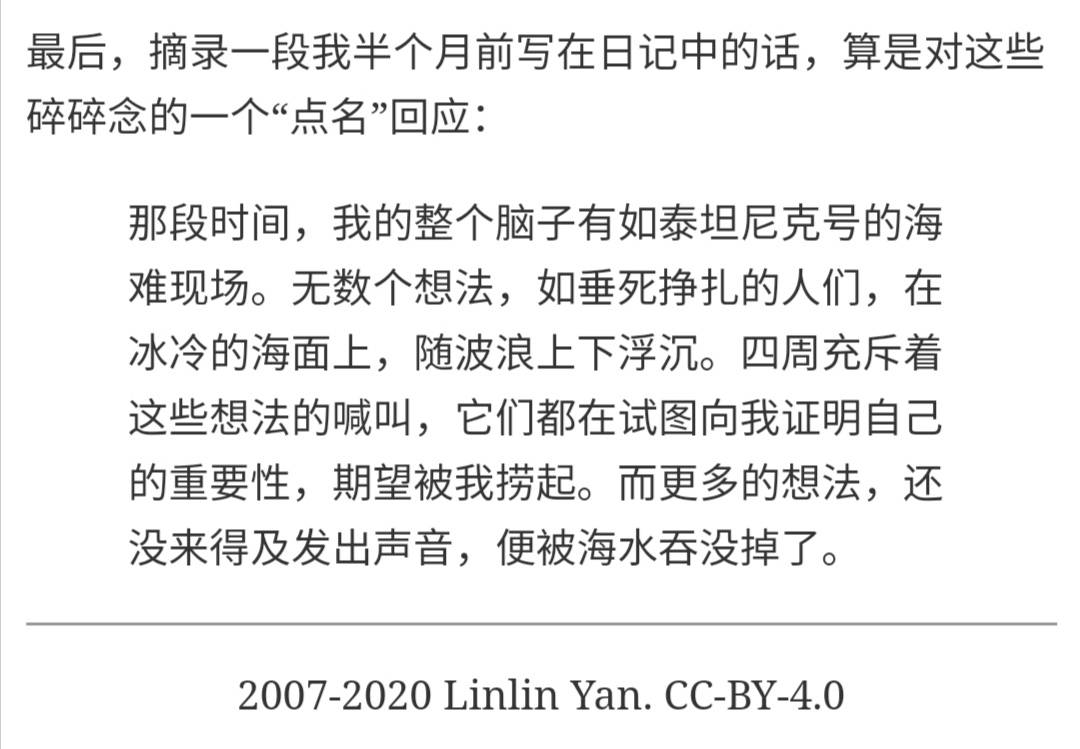 最后，摘录一段我半个月前写在日记中的话，算是对这些
碎碎念的一个“点名”回应：
那段时间，我的整个脑子有如泰坦尼克号的海
难现场。无数个想法，如垂死挣扎的人们，在
冰冷的海面上，随波浪上下浮沉。四周充斥着
这些想法的喊叫，它们都在试图向我证明自己
的重要性，期望被我捞起。而更多的想法，还
没来得及发出声音，便被海水吞没掉了。
2007-2020 Linlin Yan. CC-BY-4.0